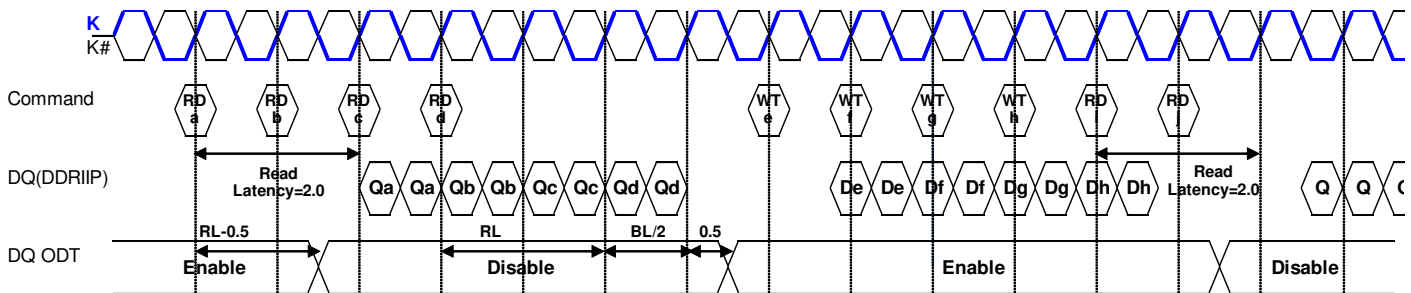 K
K#
Command
RD a RD b RD c RD d WT e WT f WT g WT h RD i RD j
Read Latency=2.0
Read Latency=2.0
DQ(DDRIIP)
Qa Qa Qb Qb Qc Qc Qd Qd De De Df Df Dg Dg Dh Dh Q Q
RL-0.5 RL BL/2 0.5
DQ ODT
Enable Disable Enable Disable